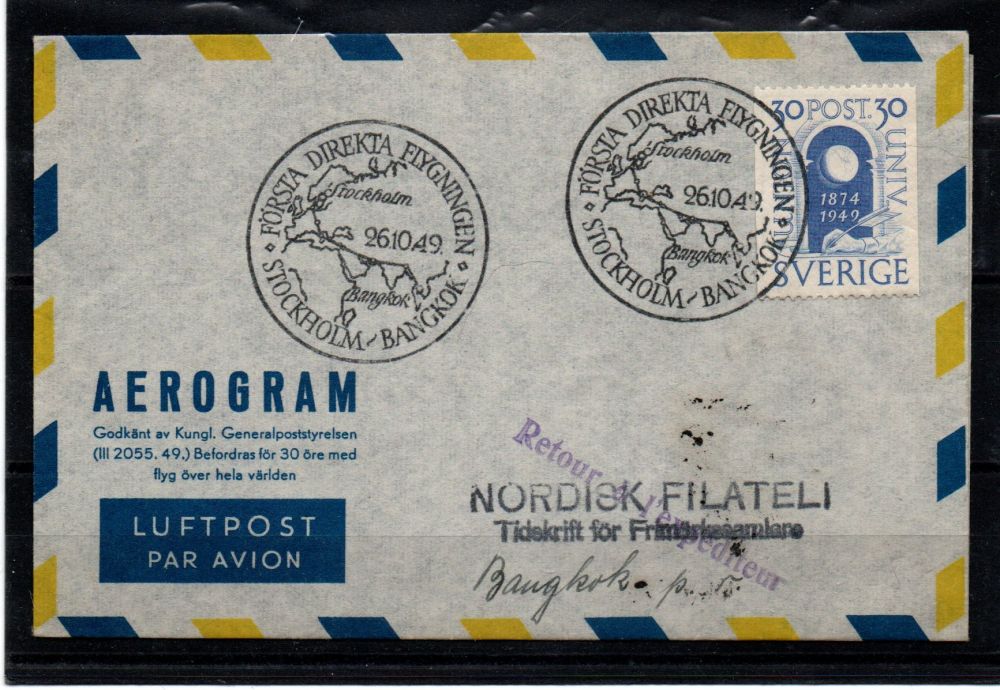 FÖRSTA DIREKTA FLYGNINGEN
Stockholm
26.10.49.
Bangkok
STOCKHOLM – BANGKOK
FÖRSTA DIREKTA FLYGNINGEN
Stockholm
26.10.49.
Bangkok
STOCKHOLM – BANGKOK
30 POST. 30
UNIV.
1874
1949
SVERIGE
AEROGRAM
Godkänt av Kungl. Generalpoststyrelsen
(III 2055. 49.) Befordras för 30 öre med
flyg över hela världen
LUFTPOST
PAR AVION
Retour à l'expéditeur
NORDISK FILATELI
Tidskrift för Frimärkssamlare
Bangkok p. r.